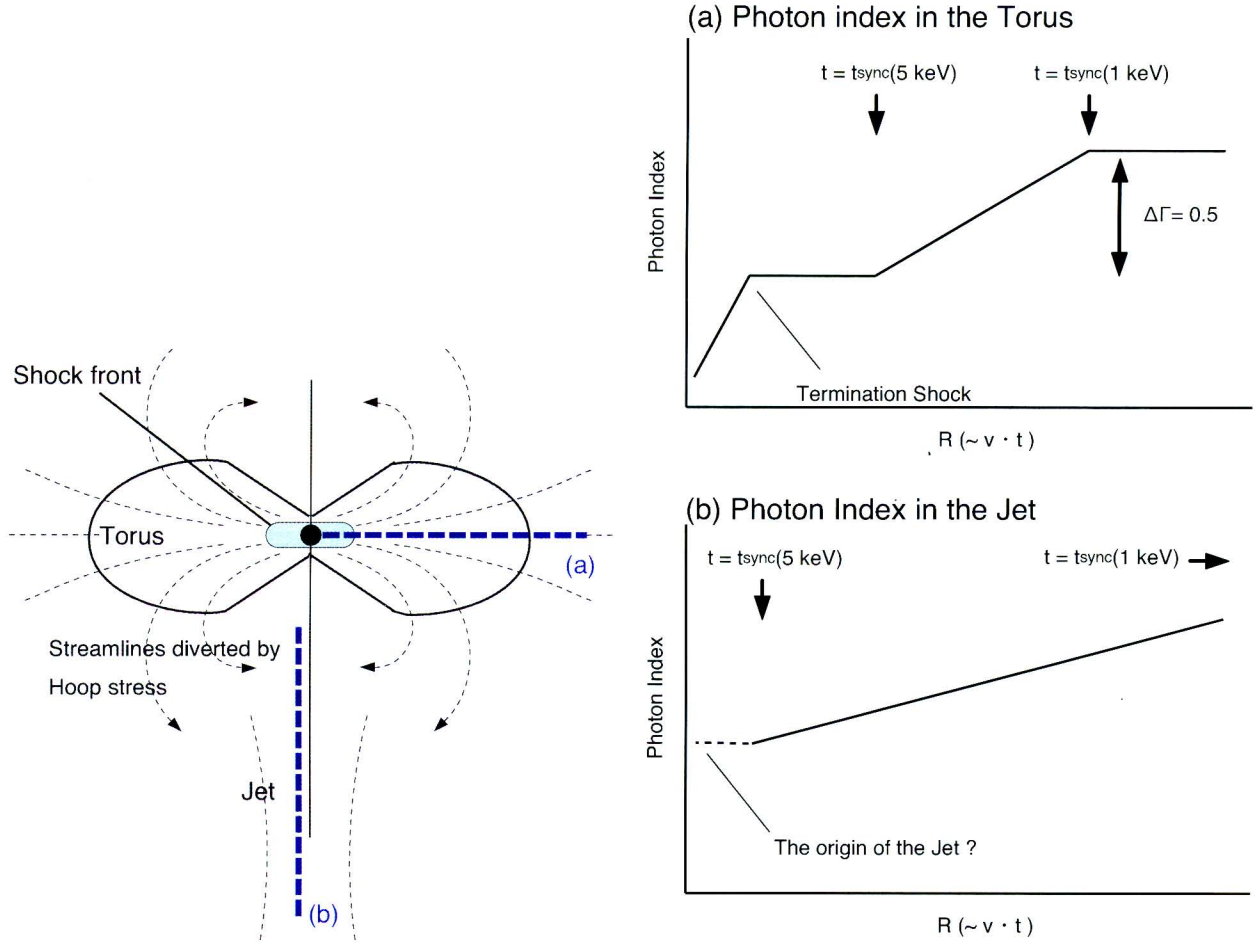 Shock front
Torus
(a)
Streamlines diverted by
Hoop stress
Jet
(b)
(a) Photon index in the Torus
t = tsync(5 keV)
t = tsync(1 keV)
Photon Index
ΔΓ= 0.5
Termination Shock
R (~ v · t )
(b) Photon Index in the Jet
t = tsync(5 keV)
t = tsync(1 keV)
Photon Index
The origin of the Jet ?
R (~ v · t )